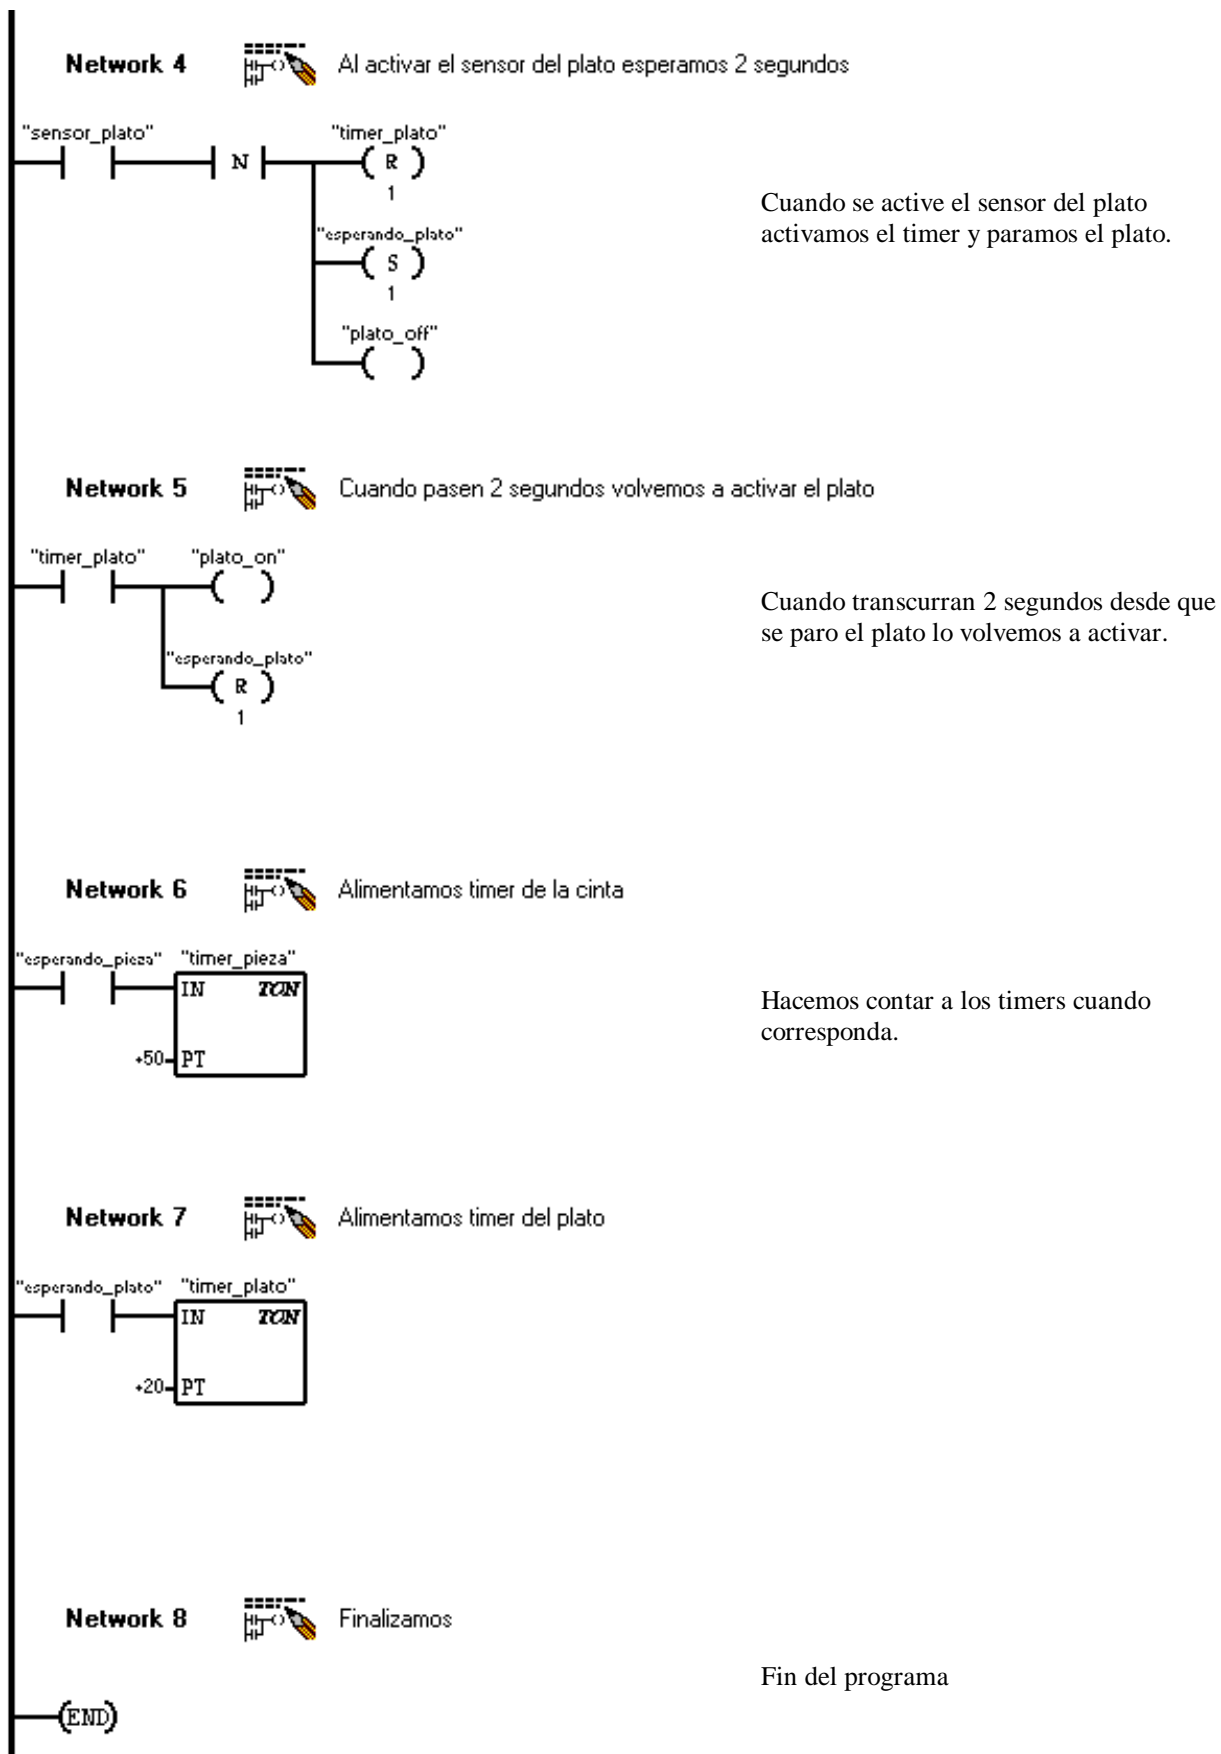 Network 4
Al activar el sensor del plato esperamos 2 segundos
"sensor_plato"
N
"timer_plato"
R
1
"esperando_plato"
S
1
"plato_off"
Cuando se active el sensor del plato
activamos el timer y paramos el plato.
Network 5
Cuando pasen 2 segundos volvemos a activar el plato
"timer_plato"
"plato_on"
"esperando_plato"
R
1
Cuando transcurran 2 segundos desde que
se paro el plato lo volvemos a activar.
Network 6
Alimentamos timer de la cinta
"esperando_pieza" "timer_pieza"
IN TON
+50 PT
Hacemos contar a los timers cuando
corresponda.
Network 7
Alimentamos timer del plato
"esperando_plato" "timer_plato"
IN TON
+20 PT
Network 8
Finalizamos
(END)
Fin del programa